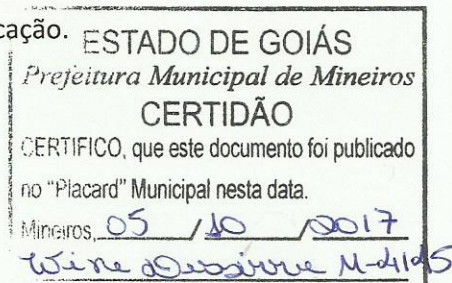 cação.
ESTADO DE GOIÁS
Prefeitura Municipal de Mineiros
CERTIDÃO
CERTIFICO, que este documento foi publicado
no "Placard" Municipal nesta data.
Mineiros, 05 / 10 / 2017